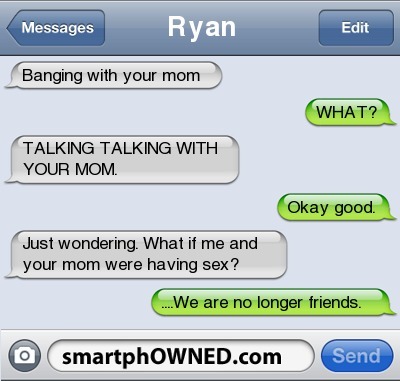 Messages
Ryan
Edit
Banging with your mom
WHAT?
TALKING TALKING WITH
YOUR MOM.
Okay good.
Just wondering. What if me and
your mom were having sex?
....We are no longer friends.
smartphOWNED.com
Send